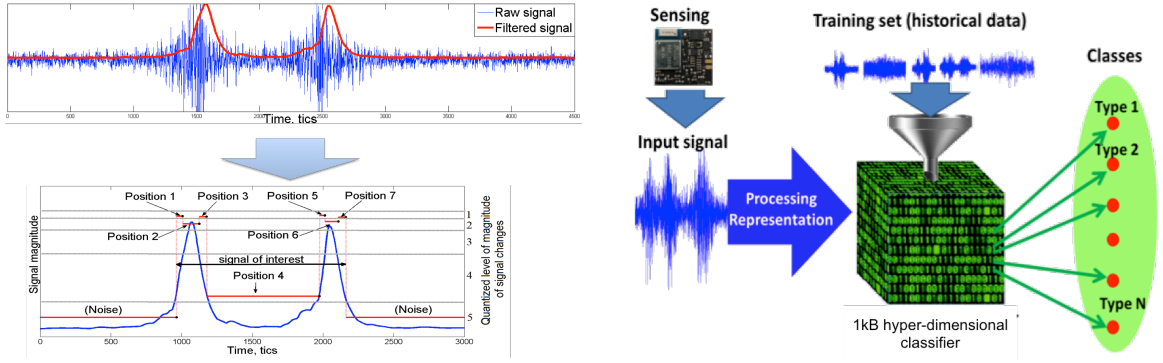 Raw signal
Filtered signal
0
500
1000
1500
2000
2500
3000
3500
4000
4500
Time, tics
Signal magnitude
Position 1
Position 3
Position 5
Position 7
Position 2
Position 6
signal of interest
Position 4
(Noise)
(Noise)
1
2
3
4
5
Quantized level of magnitude
of signal changes
0
500
1000
1500
2000
2500
3000
Time, tics
Sensing
Input signal
Processing
Representation
Training set (historical data)
1kB hyper-dimensional
classifier
Classes
Type 1
Type 2
Type N